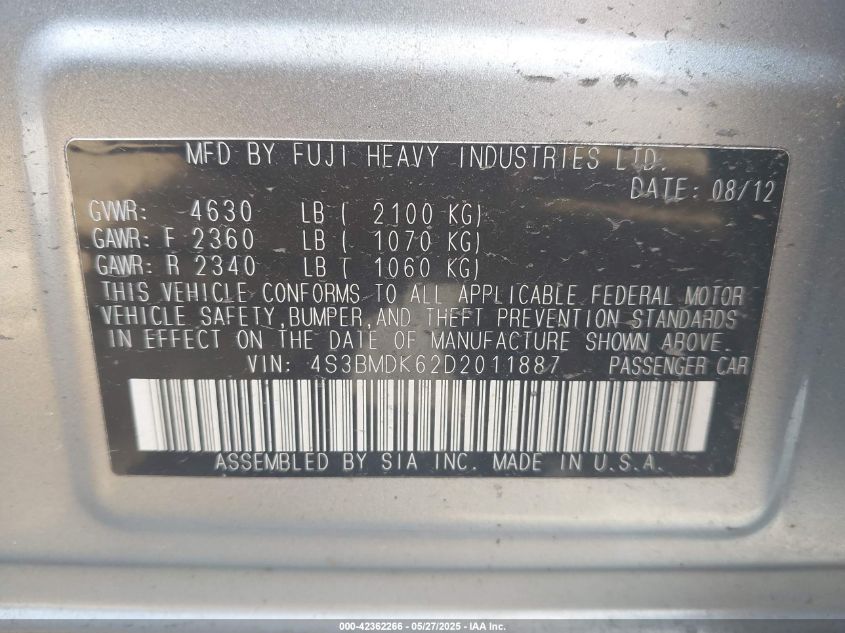 MFD BY FUJI HEAVY INDUSTRIES LTD.
DATE: 08/12
GVWR: 4630 LB ( 2100 KG)
GAWR: F 2360 LB ( 1070 KG)
GAWR: R 2340 LB ( 1060 KG)
THIS VEHICLE CONFORMS TO ALL APPLICABLE FEDERAL MOTOR
VEHICLE SAFETY,BUMPER,AND THEFT PREVENTION STANDARDS
IN EFFECT ON THE DATE OF MANUFACTURE SHOWN ABOVE.
VIN: 4S3BMDK62D2011887 PASSENGER CAR
ASSEMBLED BY SIA INC. MADE IN U.S.A.
000-42362266 - 05/27/2025 - IAA Inc.